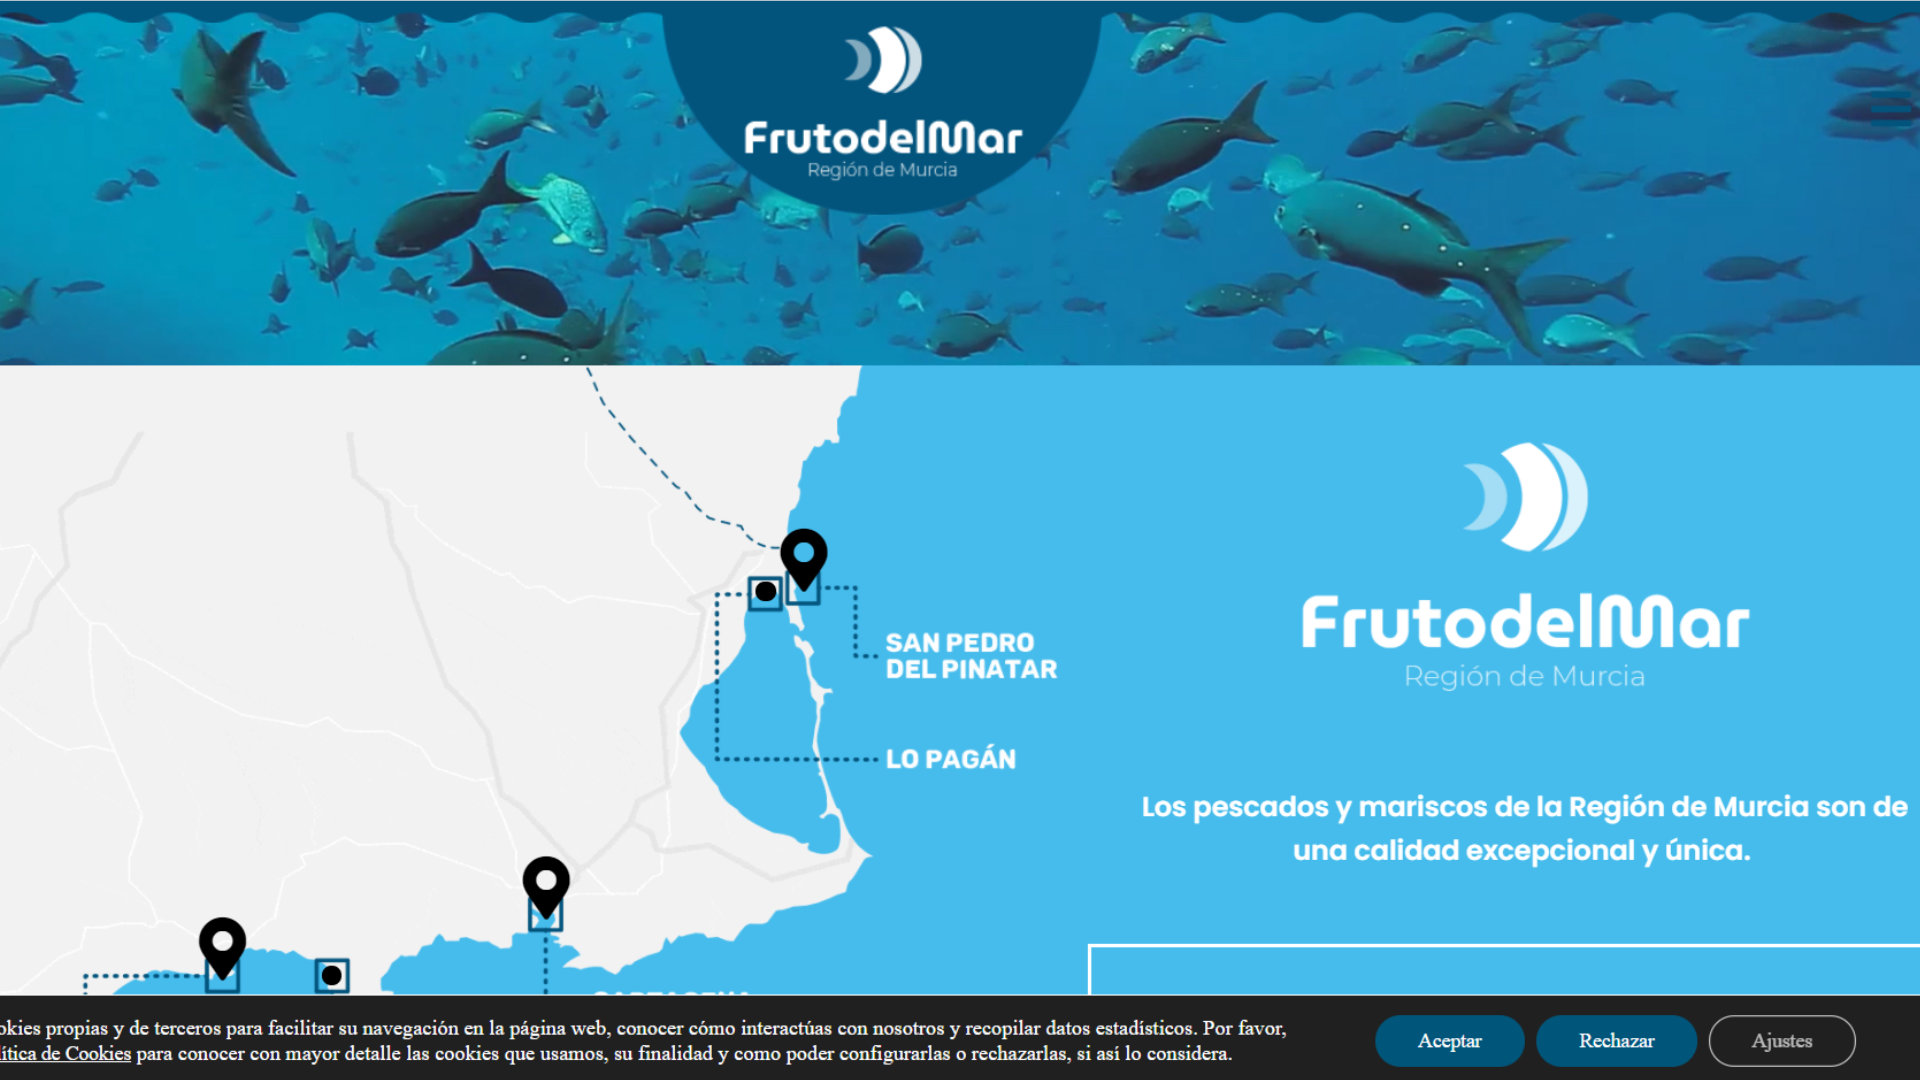 FrutodelMar
Región de Murcia
SAN PEDRO
DEL PINATAR
LO PAGÁN
FrutodelMar
Región de Murcia
Los pescados y mariscos de la Región de Murcia son de
una calidad excepcional y única.
okies propias y de terceros para facilitar su navegación en la página web, conocer cómo interactúas con nosotros y recopilar datos estadísticos. Por favor,
lítica de Cookies para conocer con mayor detalle las cookies que usamos, su finalidad y como poder configurarlas o rechazarlas, si así lo considera.
Aceptar
Rechazar
Ajustes